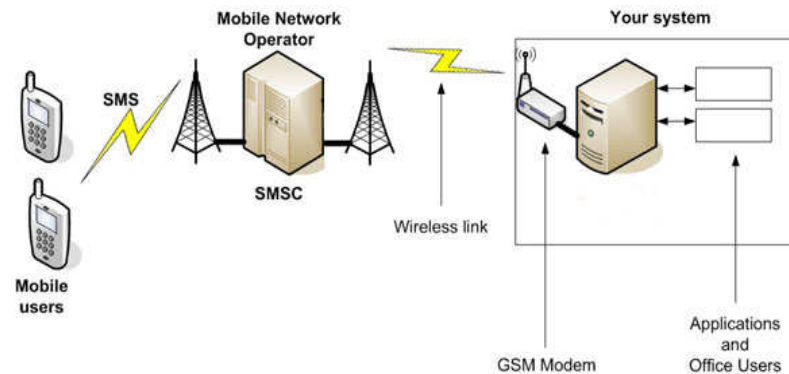 Mobile Network
Operator
Your system
SMS
SMSC
Wireless link
Mobile
users
GSM Modem
Applications
and
Office Users